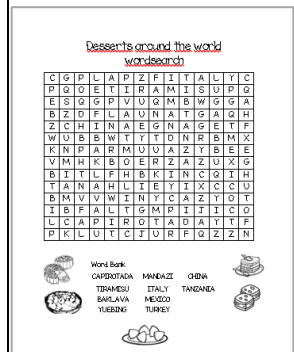 Desserts around the world
wordsearch
C G P L A P Z F I T A L Y C
P Q O E T I R A M I S U P Q
E S Q G P V U Q M B W G G A
B Z D F L A U N A T G A Q H
Z C H I N A E G N A G E T F
W U B B W T Y T D N R B M X
K N P A R M U U A Z Y B E E
V M H K B O E R Z A Z U X G
B I T L F H B K I N C Q I H
T A N A H L I E Y I X C C U
B M V V W I N Y C A Z Y O T
I B F A L T G M P I J I C O
L C A P I R O T A D A Y T F
P K L U T C J U R F Q Z Z N
Word Bank
CAPIROTADA MANDAZI CHINA
TIRAMISU ITALY TANZANIA
BAKLAVA MEXICO
YUEBING TURKEY